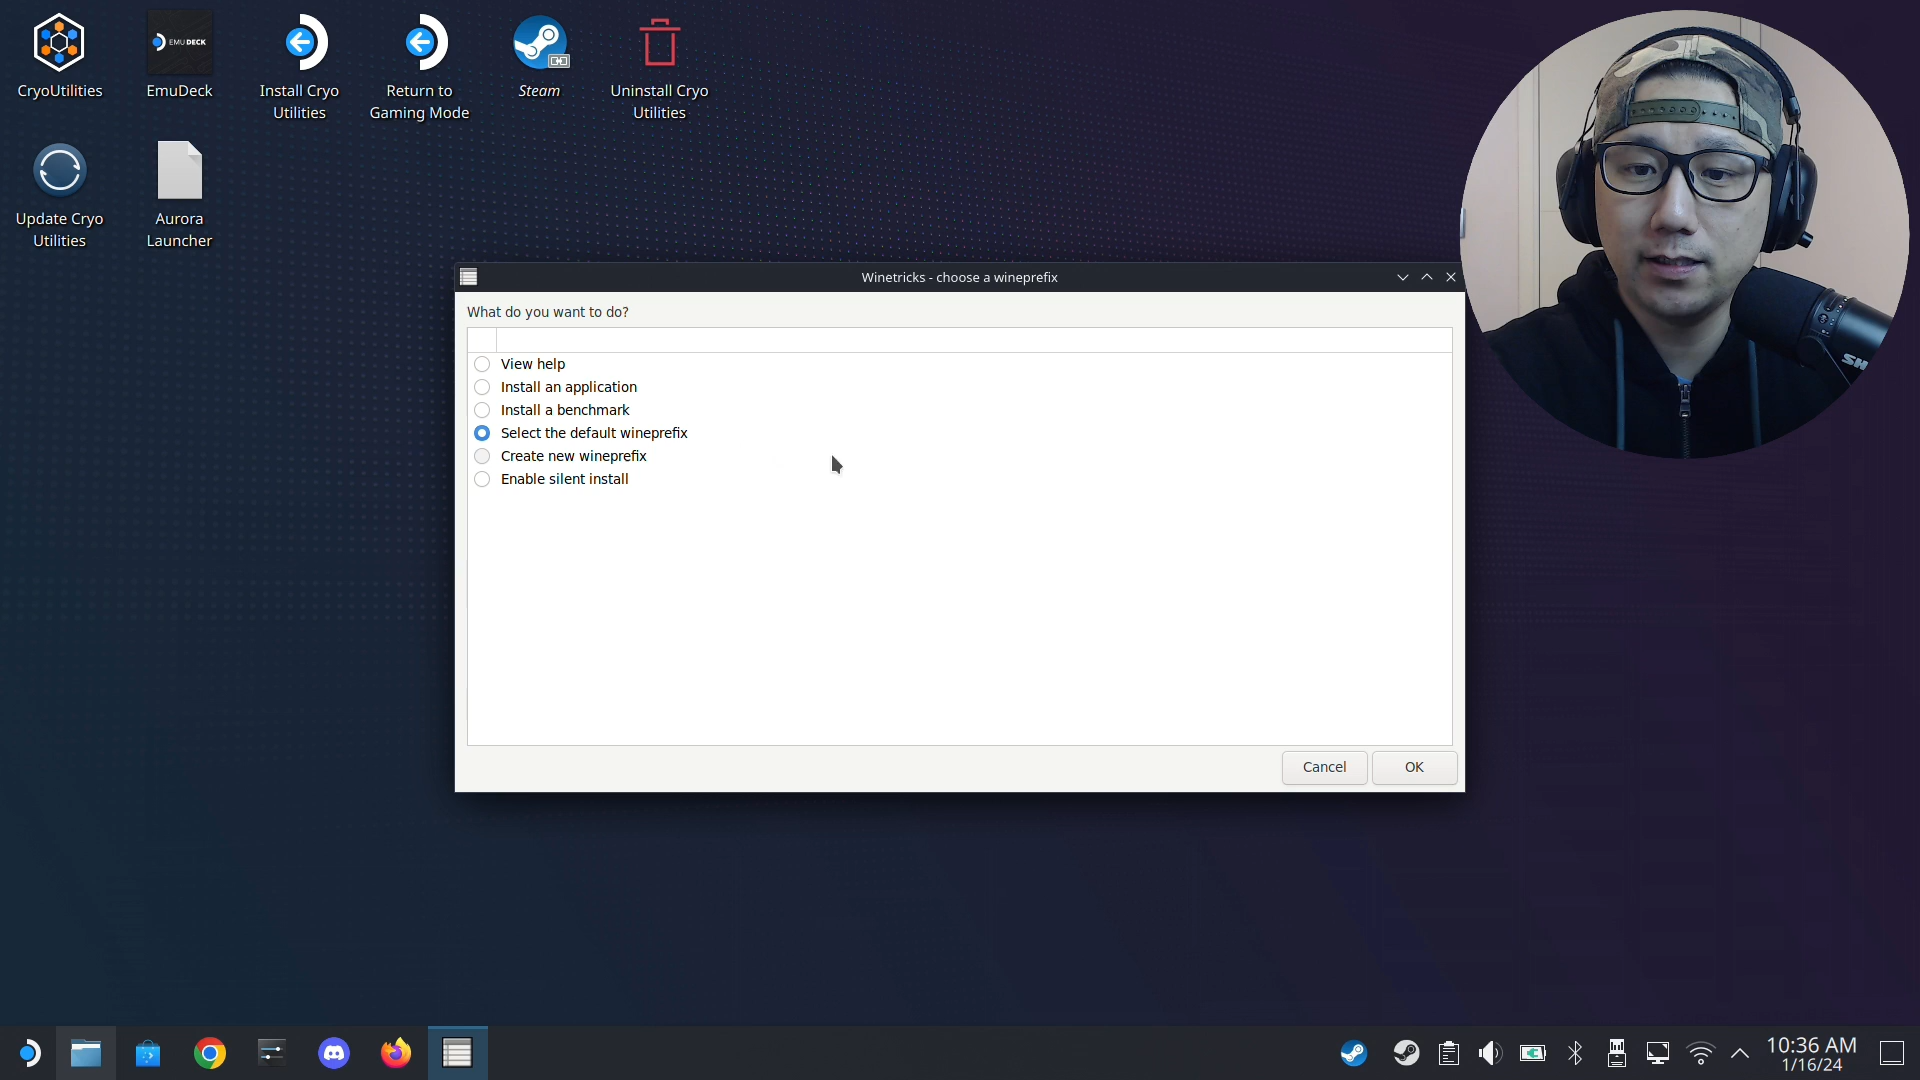 CryoUtilities
EMUDECK
EmuDeck
Install Cryo
Utilities
Return to
Gaming Mode
Steam
Uninstall Cryo
Utilities
Update Cryo
Utilities
Aurora
Launcher
Winetricks - choose a wineprefix
What do you want to do?
View help
Install an application
Install a benchmark
Select the default wineprefix
Create new wineprefix
Enable silent install
Cancel
OK
SH
10:36 AM
1/16/24